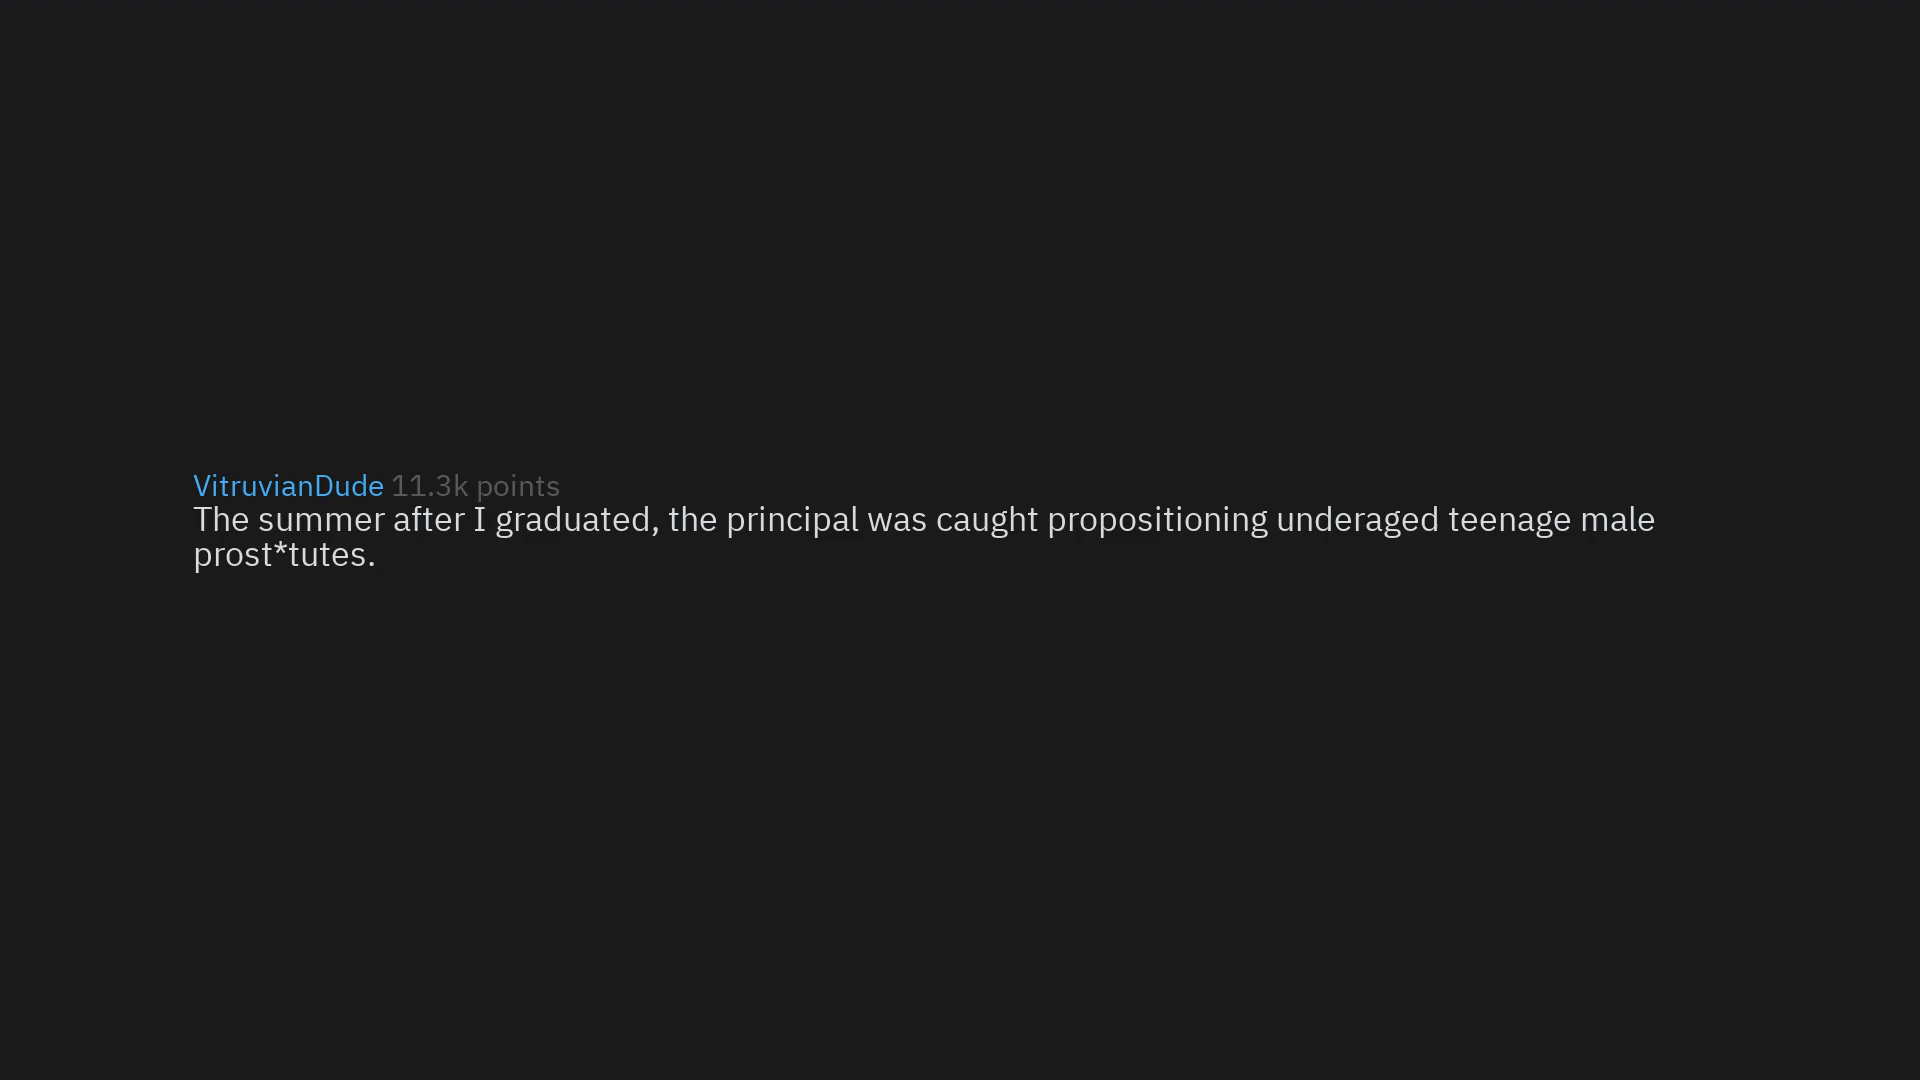 VitruvianDude 11.3k points
The summer after I graduated, the principal was caught propositioning underaged teenage male
prost*tutes.